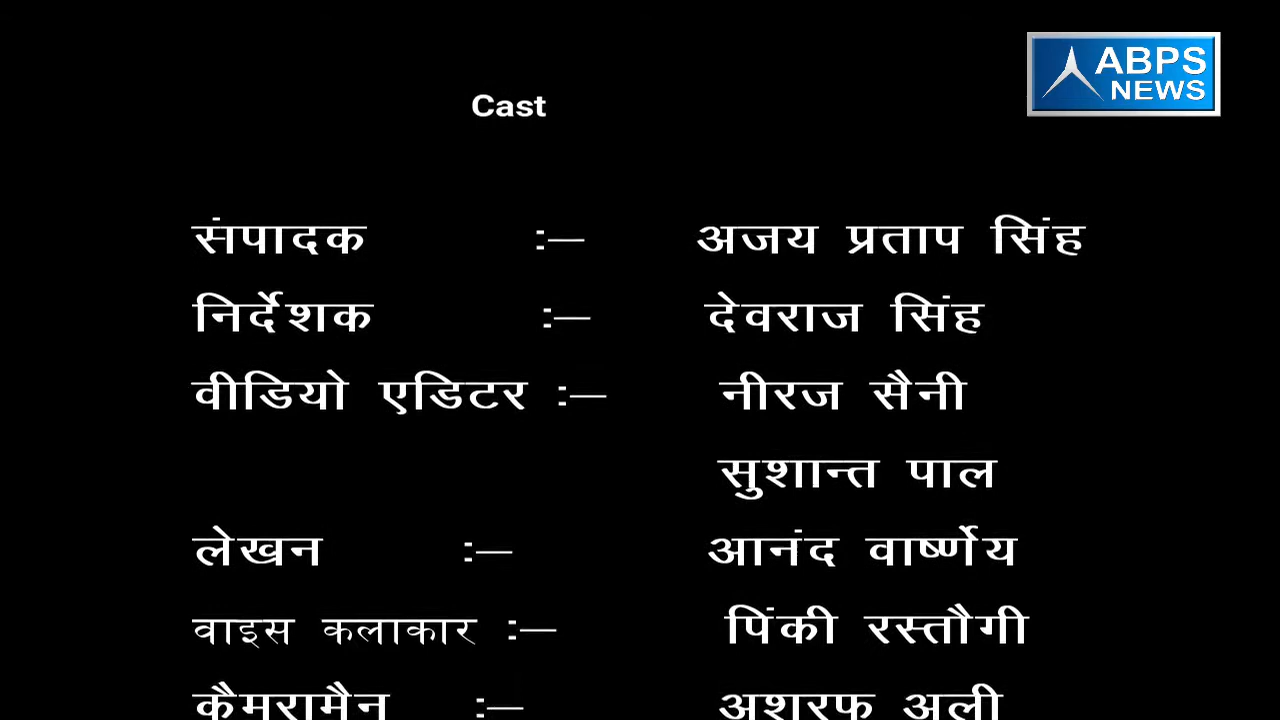 ABPS
NEWS
Cast
संपादक :— अजय प्रताप सिंह
निर्देशक :— देवराज सिंह
वीडियो एडिटर :— नीरज सैनी
सुशान्त पाल
लेखन :— आनंद वार्ष्णेय
वाइस कलाकार :— पिंकी रस्तौगी
कैमरामैन :— अशरफ अली